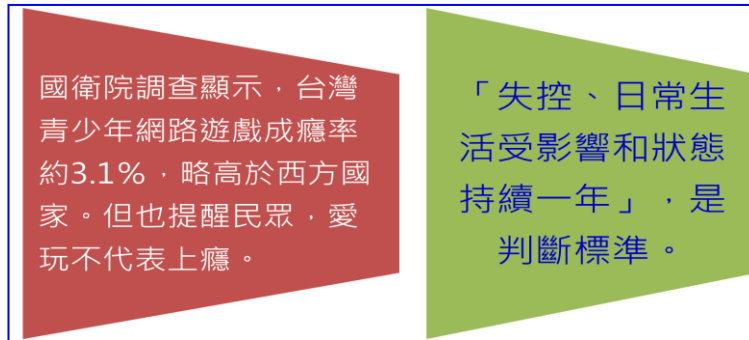 國衛院調查顯示，台灣
青少年網路遊戲成癮率
約3.1%，略高於西方國
家。但也提醒民眾，愛
玩不代表上癮。
「失控、日常生
活受影響和狀態
持續一年」，是
判斷標準。